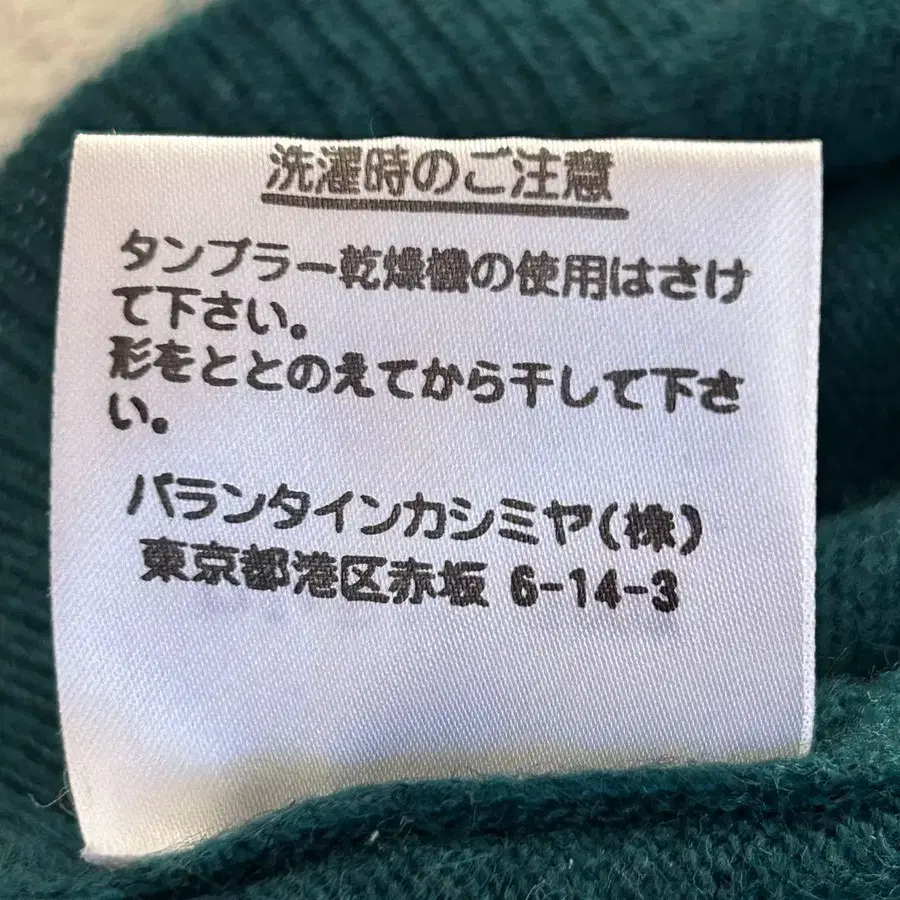 洗濯時のご注意
タンブラー乾燥機の使用はさけ
て下さい。
形をととのえてから干して下さ
い。
バランタインカシミヤ(株)
東京都港区赤坂 6-14-3